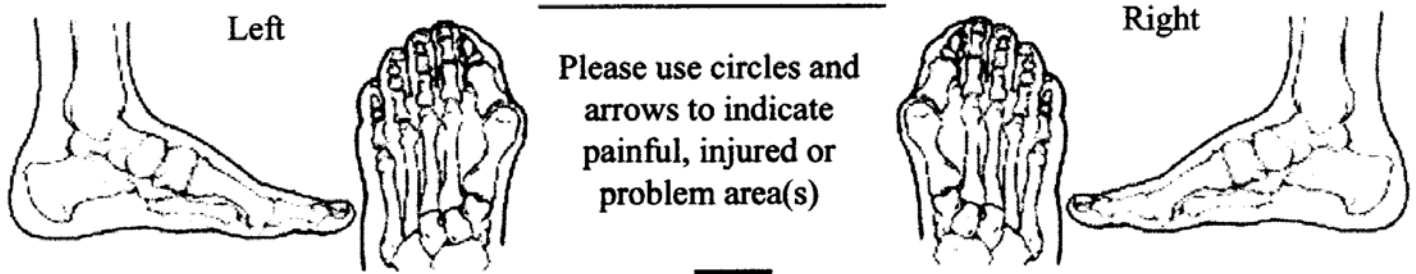 Left
Right
Please use circles and
arrows to indicate
painful, injured or
problem area(s)